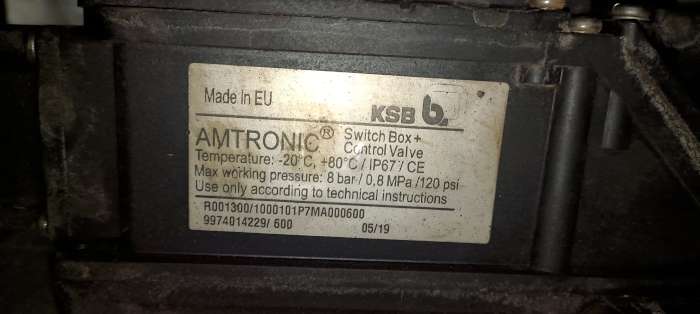 Made In EU
KSB b.
AMTRONIC® Switch Box+
Control Valve
Temperature: -20°C, +80°C / IP67 / CE
Max working pressure: 8 bar / 0,8 MPa /120 psi
Use only according to technical instructions
R001300/1000101P7MA000600
9974014229/ 600 05/19